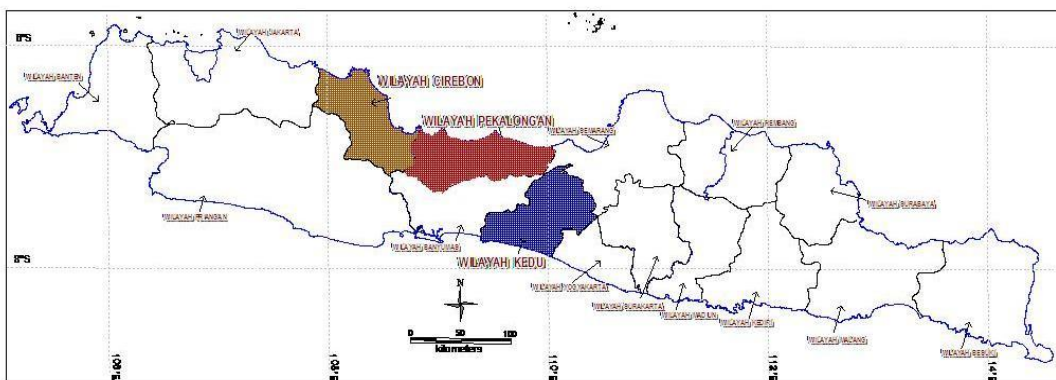 WILAYAH JAKARTA
6°S
WILAYAH BANTEN
WILAYAH CIREBON
WILAYAH PEKALONGAN
WILAYAH SEMARANG
WILAYAH REMBANG
WILAYAH SURABAYA
WILAYAH PRIANGAN
WILAYAH BANYUMAS
WILAYAH KEDU
8°S
WILAYAH YOGYAKARTA
WILAYAH SURAKARTA
WILAYAH MADIUN
WILAYAH KEDIRI
WILAYAH MALANG
WILAYAH BESUKI
N
0 50 100
kilometers